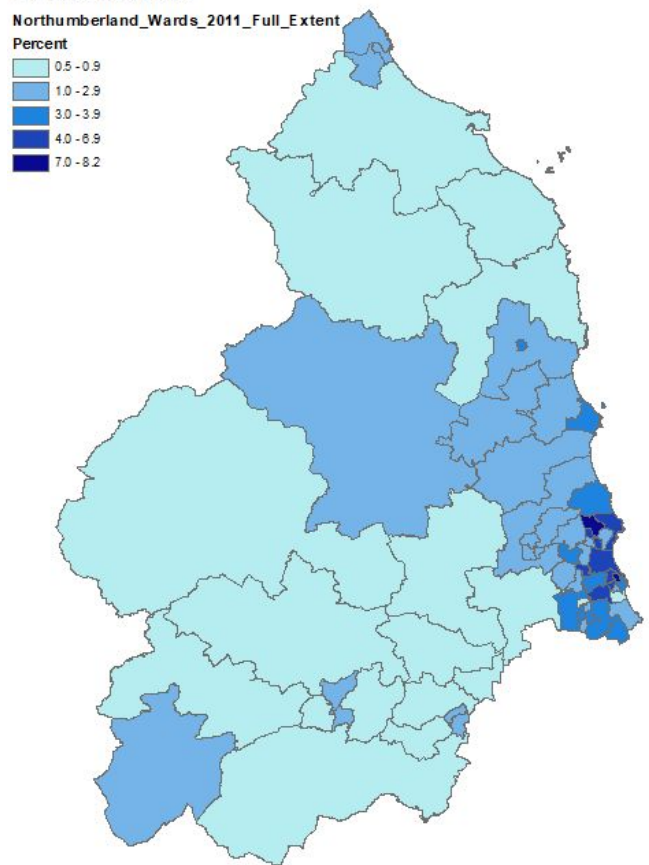 Northumberland_Wards_2011_Full_Extent
Percent
0.5 - 0.9
1.0 - 2.9
3.0 - 3.9
4.0 - 6.9
7.0 - 8.2